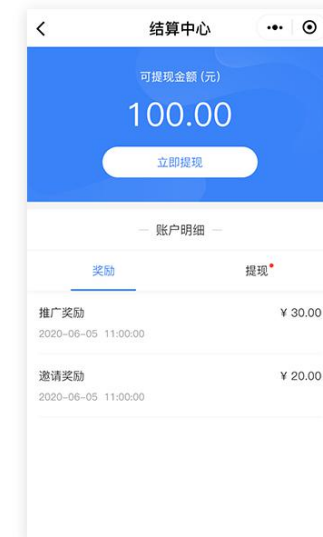 结算中心
可提现金额 (元)
100.00
立即提现
账户明细
奖励 提现
推广奖励 ¥ 30.00
2020-06-05 11:00:00
邀请奖励 ¥ 20.00
2020-06-05 11:00:00